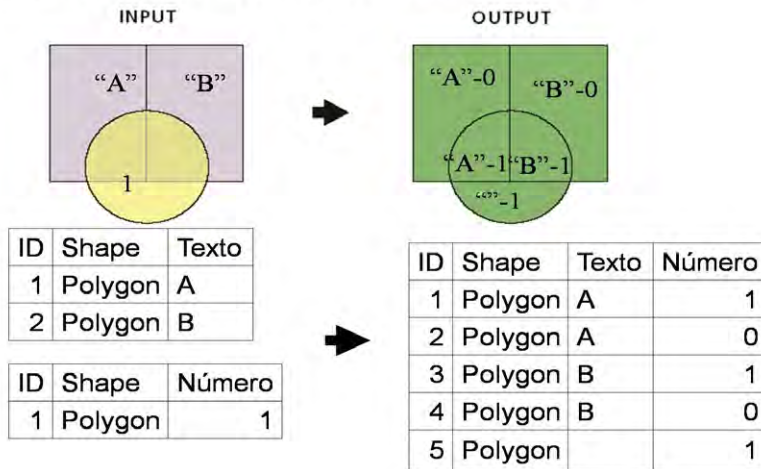 INPUT
OUTPUT
“A” “B”
1
“A”-0
“B”-0
“A”-1 “B”-1
“”-1
ID Shape Texto
1 Polygon A
2 Polygon B
ID Shape Número
1 Polygon 1
ID Shape Texto Número
1 Polygon A 1
2 Polygon A 0
3 Polygon B 1
4 Polygon B 0
5 Polygon 1